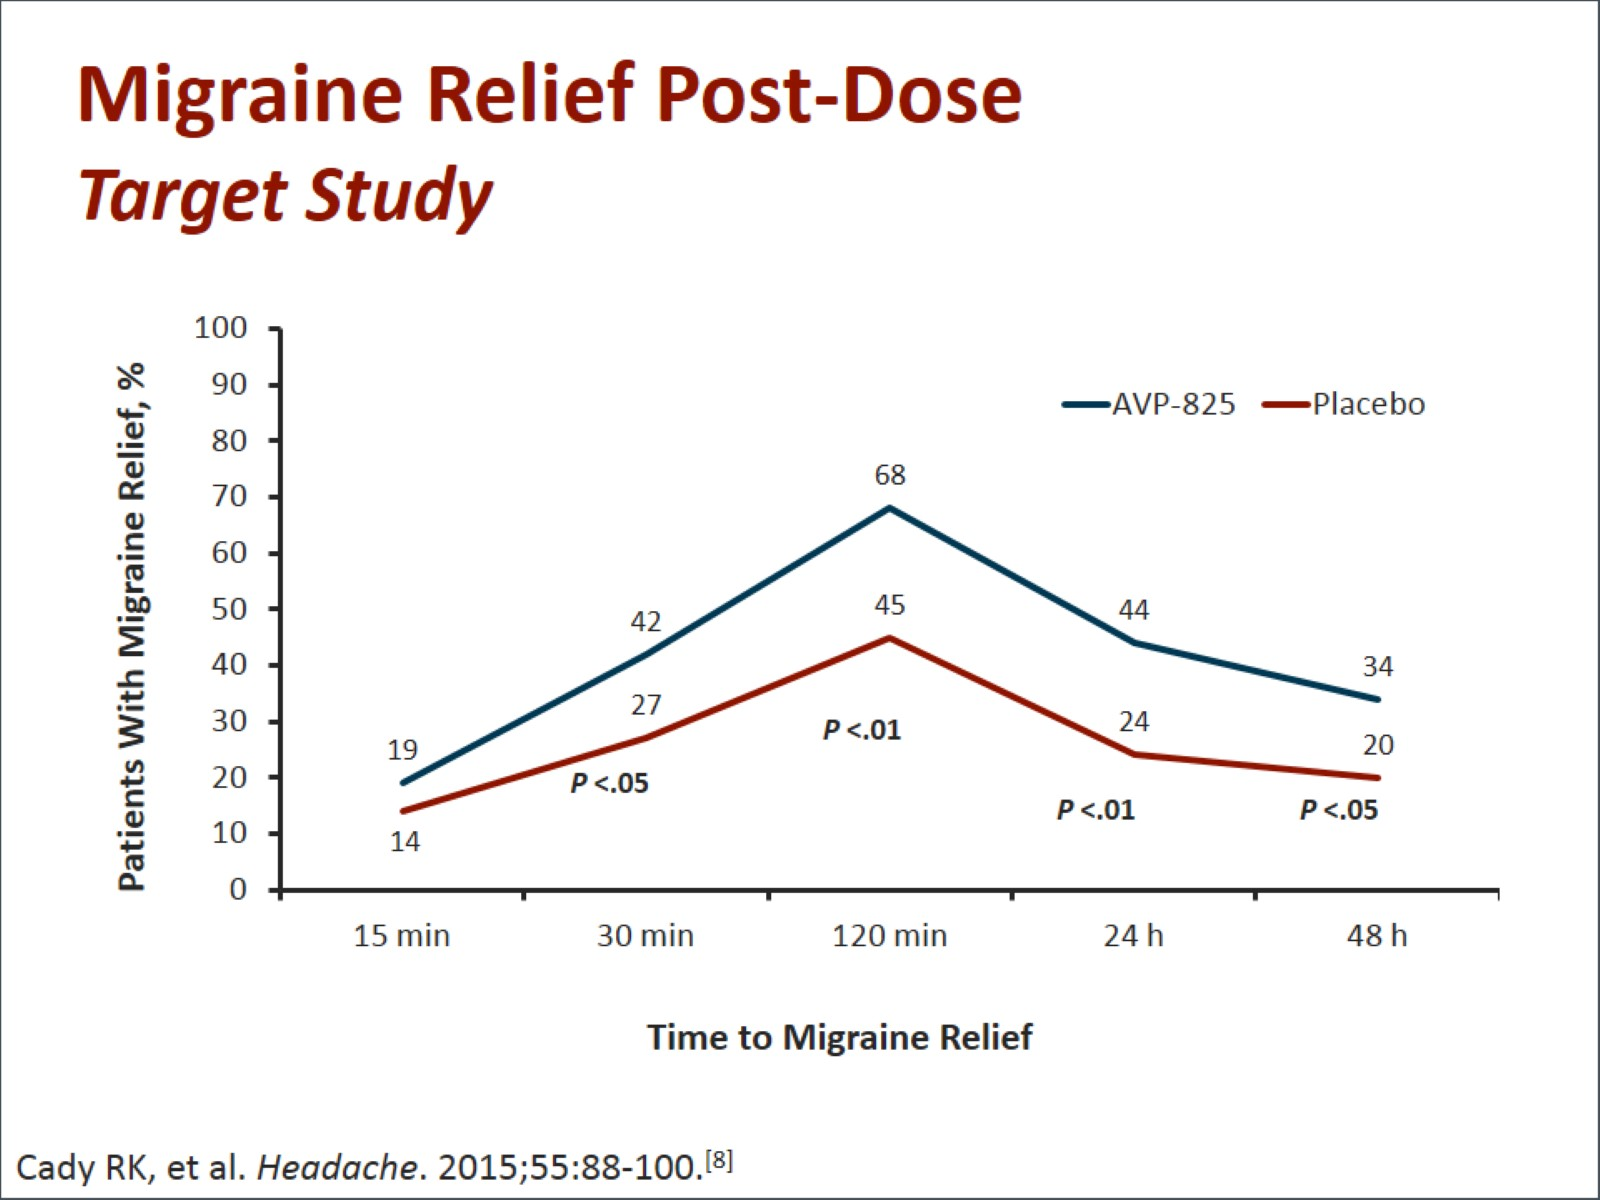 Migraine Relief Post-Dose
Target Study
Patients With Migraine Relief, %
100
90
80
70
60
50
40
30
20
10
0
AVP-825 Placebo
68
45
42
27
19
14
44
24
34
20
P <.05
P <.01
P <.01
P <.05
15 min 30 min 120 min 24 h 48 h
Time to Migraine Relief
Cady RK, et al. Headache. 2015;55:88-100.[8]